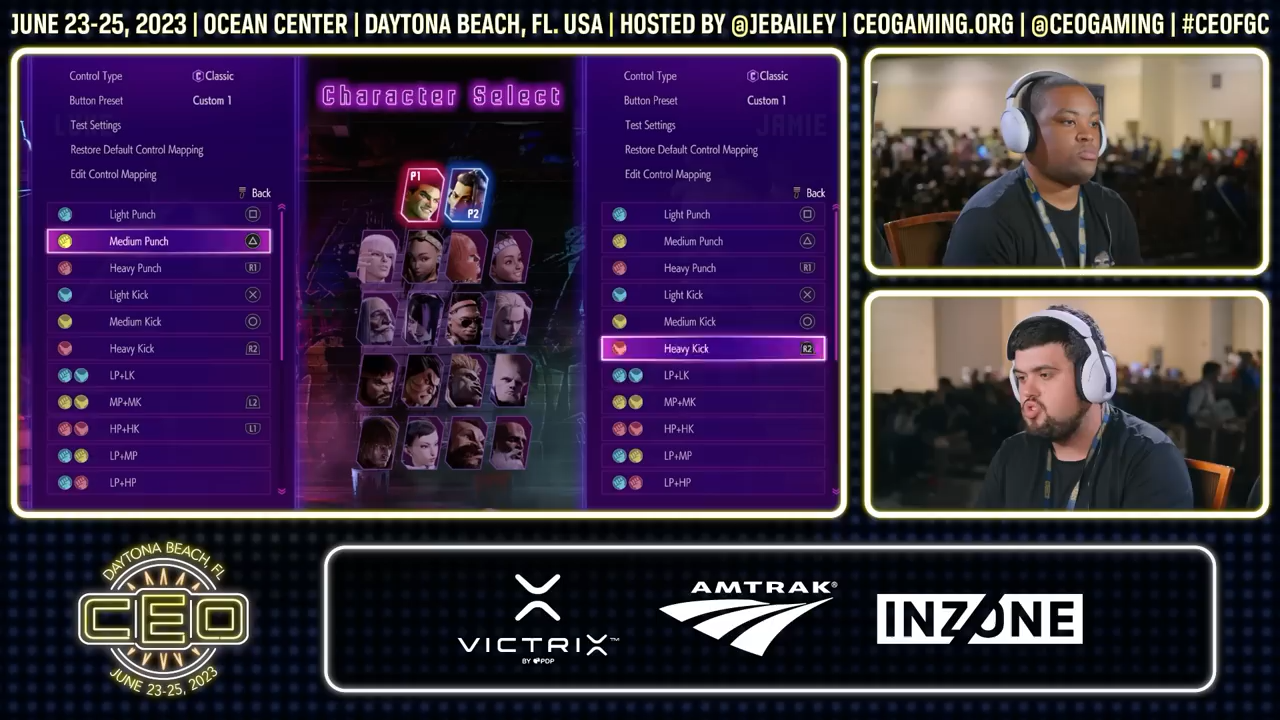 JUNE 23-25, 2023 | OCEAN CENTER | DAYTONA BEACH, FL. USA | HOSTED BY @JEBAILEY | CEOGAMING.ORG | @CEOGAMING | #CEOFGC
Control Type
C Classic
Button Preset
Custom 1
Test Settings
Restore Default Control Mapping
Edit Control Mapping
Back
Light Punch
Medium Punch
Heavy Punch R1
Light Kick
Medium Kick
Heavy Kick R2
LP+LK
MP+MK L2
HP+HK L1
LP+MP
LP+HP
Character Select
P1
P2
Control Type
C Classic
Button Preset
Custom 1
JAMIE
Test Settings
Restore Default Control Mapping
Edit Control Mapping
Back
Light Punch
Medium Punch
Heavy Punch R1
Light Kick
Medium Kick
Heavy Kick R2
LP+LK
MP+MK
HP+HK
LP+MP
LP+HP
DAYTONA BEACH, FL
CEO
JUNE 23-25, 2023
VICTRIX™
BY PDP
AMTRAK®
INZONE